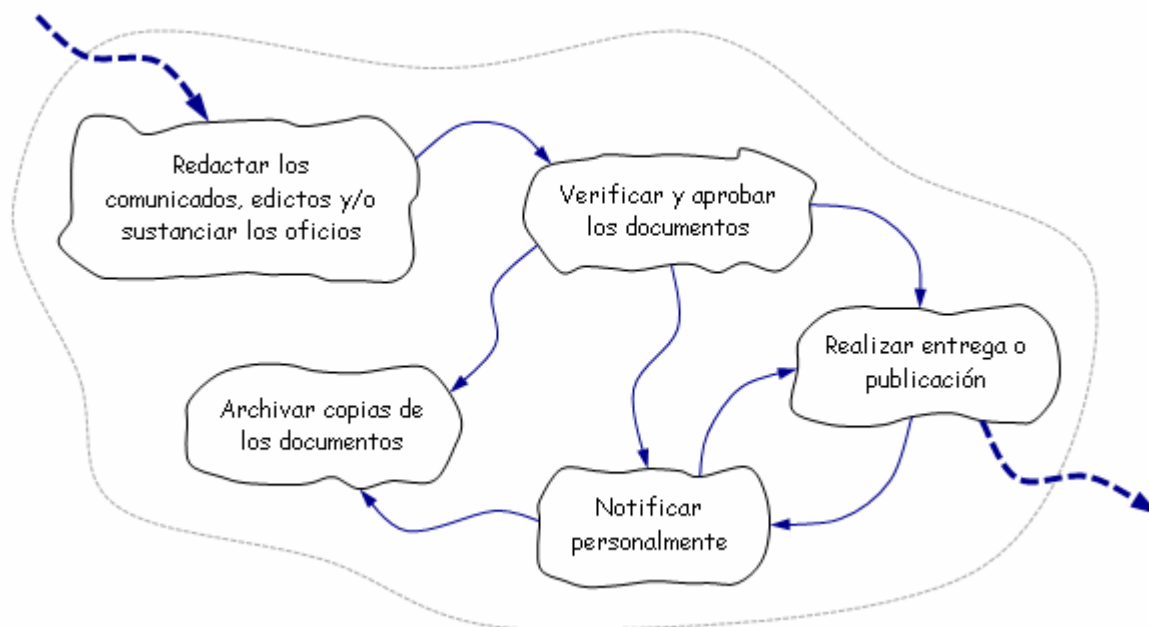 Redactar los
comunicados, edictos y/o
sustanciar los oficios
Verificar y aprobar
los documentos
Realizar entrega o
publicación
Archivar copias de
los documentos
Notificar
personalmente